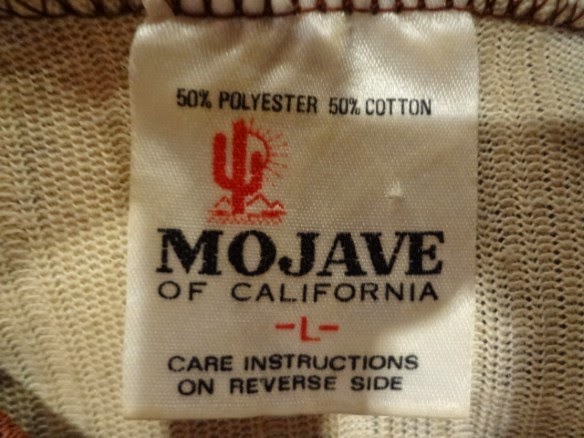 50% POLYESTER 50% COTTON
MOJAVE
OF CALIFORNIA
-L-
CARE INSTRUCTIONS
ON REVERSE SIDE